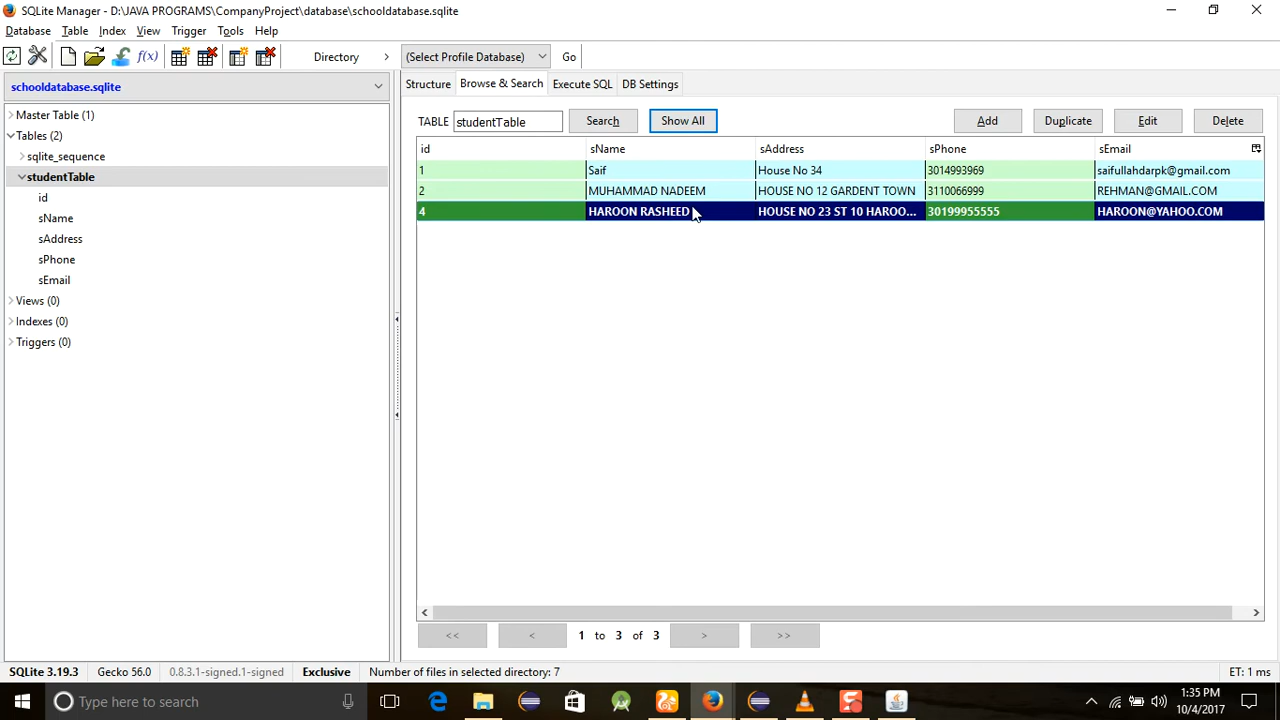 SQLite Manager - D:\JAVA PROGRAMS\CompanyProject\database\schooldatabase.sqlite
Database Table Index View Trigger Tools Help
f(x) Directory > (Select Profile Database) Go
schooldatabase.sqlite
Structure Browse & Search Execute SQL DB Settings
Master Table (1)
Tables (2)
sqlite_sequence
studentTable
id
sName
sAddress
sPhone
sEmail
Views (0)
Indexes (0)
Triggers (0)
TABLE studentTable Search Show All Add Duplicate Edit Delete
id sName sAddress sPhone sEmail
1 Saif House No 34 3014993969 saifullahdarpk@gmail.com
2 MUHAMMAD NADEEM HOUSE NO 12 GARDENT TOWN 3110066999 REHMAN@GMAIL.COM
4 HAROON RASHEED HOUSE NO 23 ST 10 HAROO... 30199955555 HAROON@YAHOO.COM
<< < 1 to 3 of 3 > >>
SQLite 3.19.3 Gecko 56.0 0.8.3.1-signed.1-signed Exclusive Number of files in selected directory: 7 ET: 1 ms
Type here to search
1:35 PM
10/4/2017